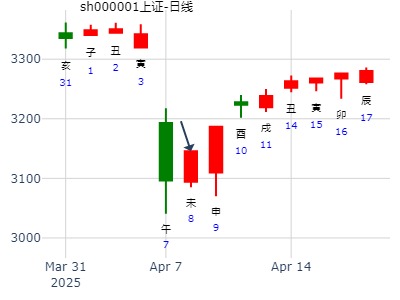 sh000001上证-日线
3300
3200
3100
3000
亥
31
子
1
丑
2
寅
3
午
7
未
8
申
9
酉
10
戌
11
丑
14
寅
15
卯
16
辰
17
Mar 31
2025
Apr 7
Apr 14